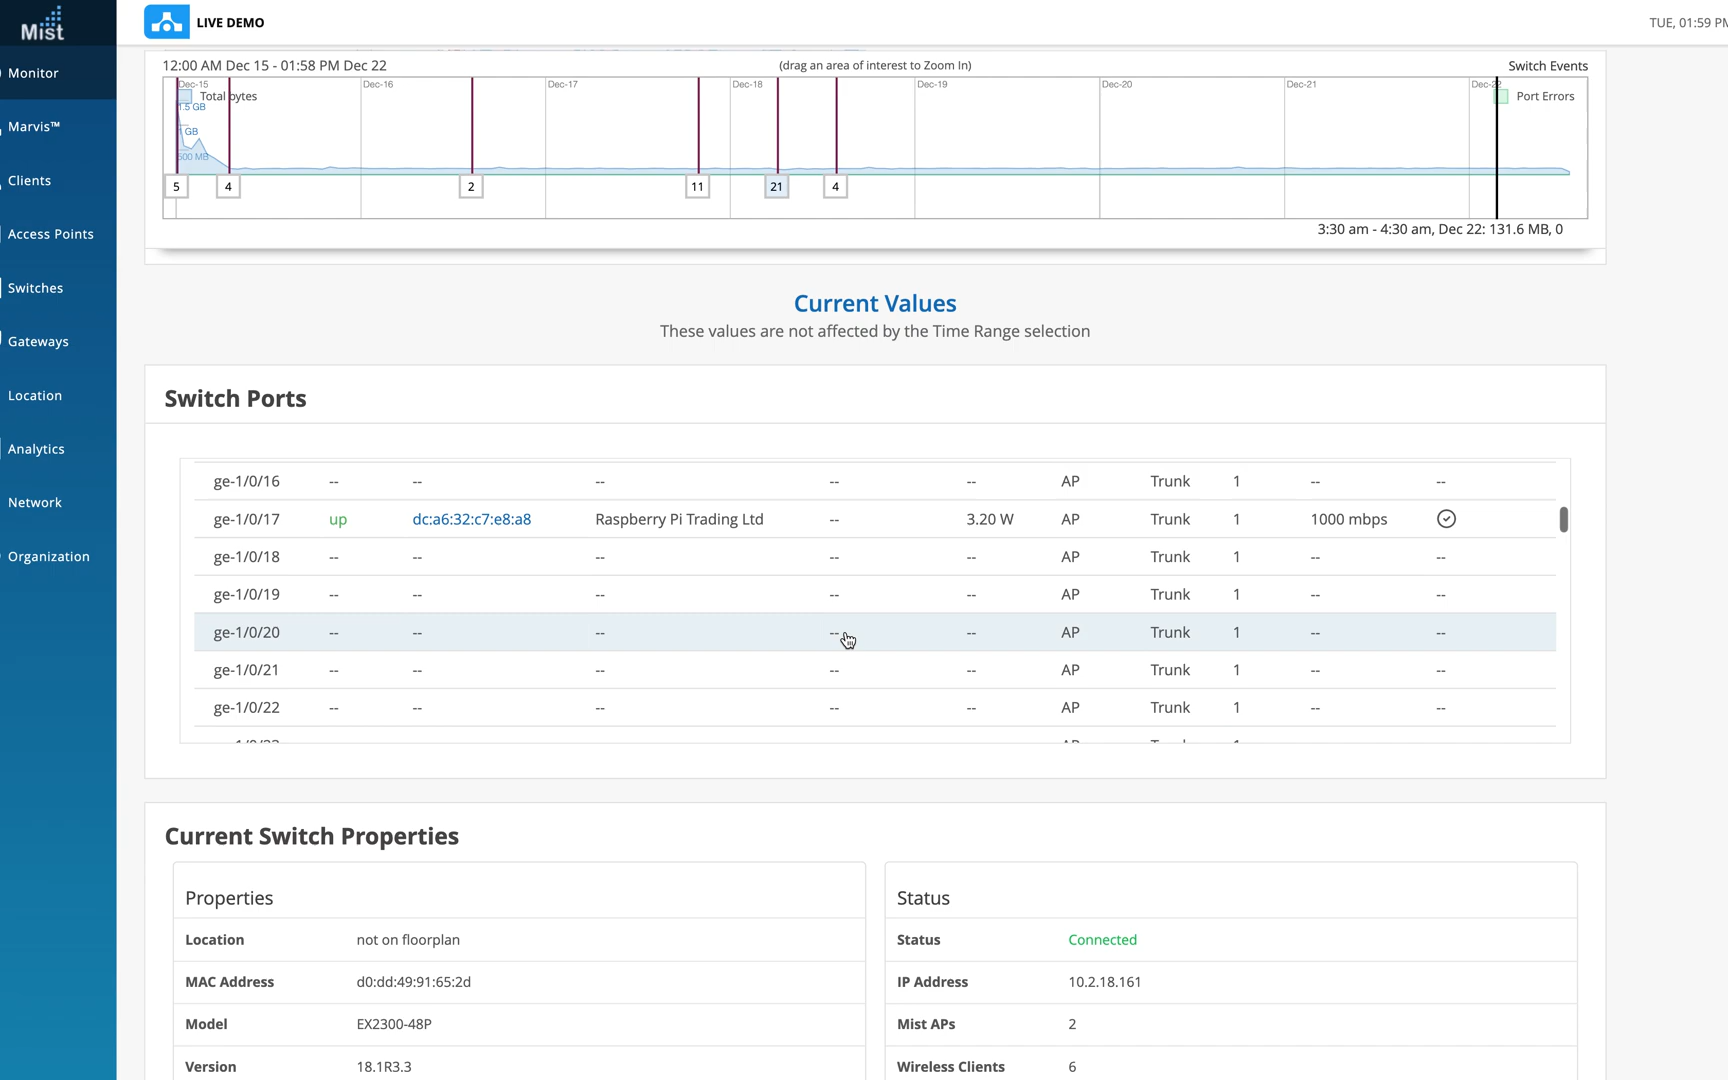 Mist
LIVE DEMO
TUE, 01:59 PM
Monitor
Marvis™
Clients
Access Points
Switches
Gateways
Location
Analytics
Network
Organization
12:00 AM Dec 15 - 01:58 PM Dec 22
(drag an area of interest to Zoom In)
Switch Events
Dec-15
Dec-16
Dec-17
Dec-18
Dec-19
Dec-20
Dec-21
Dec-22
Total bytes
Port Errors
1.5 GB
1 GB
500 MB
5
4
2
11
21
4
3:30 am - 4:30 am, Dec 22: 131.6 MB, 0
Current Values
These values are not affected by the Time Range selection
Switch Ports
ge-1/0/16 -- -- -- -- -- AP Trunk 1 -- --
ge-1/0/17 up dc:a6:32:c7:e8:a8 Raspberry Pi Trading Ltd -- 3.20 W AP Trunk 1 1000 mbps
ge-1/0/18 -- -- -- -- -- AP Trunk 1 -- --
ge-1/0/19 -- -- -- -- -- AP Trunk 1 -- --
ge-1/0/20 -- -- -- -- -- AP Trunk 1 -- --
ge-1/0/21 -- -- -- -- -- AP Trunk 1 -- --
ge-1/0/22 -- -- -- -- -- AP Trunk 1 -- --
Current Switch Properties
Properties
Location not on floorplan
MAC Address d0:dd:49:91:65:2d
Model EX2300-48P
Version 18.1R3.3
Status
Status Connected
IP Address 10.2.18.161
Mist APs 2
Wireless Clients 6